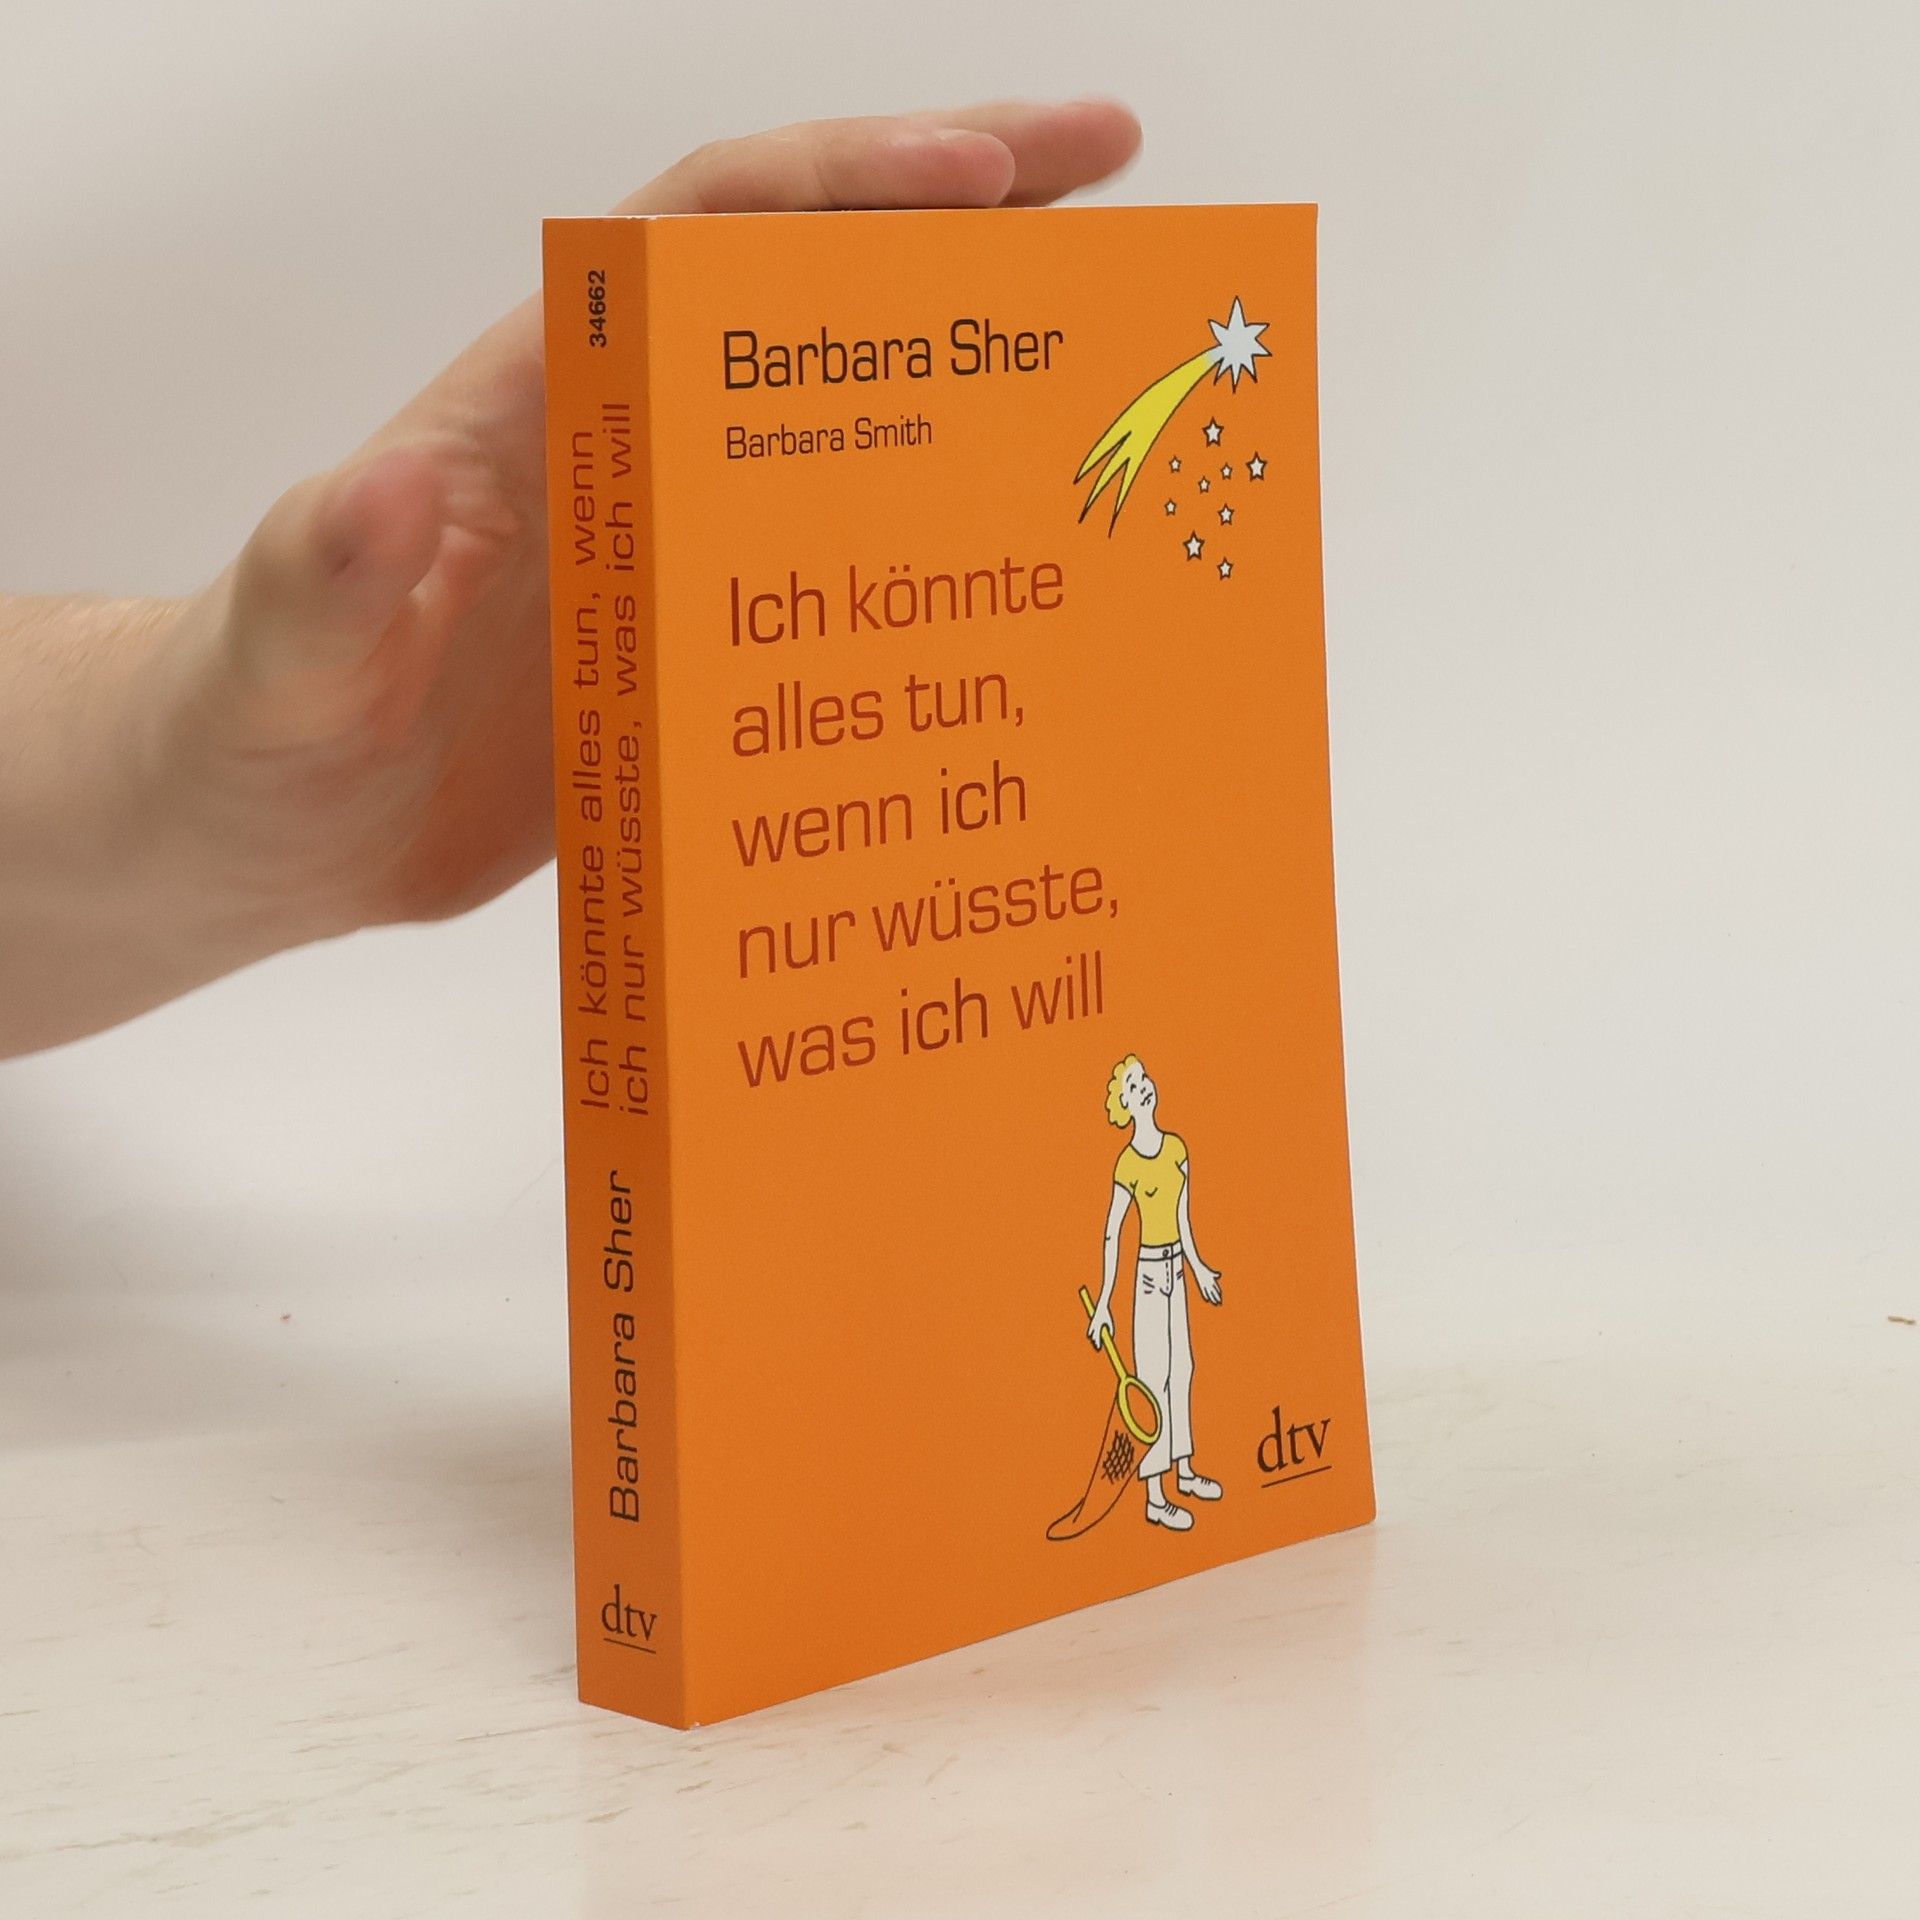 Barbara Sher
Barbara Smith
Ich könnte
alles tun,
wenn ich
nur wüsste,
was ich will
dtv
34662
Ich könnte alles tun, wenn
ich nur wüsste, was ich will
Barbara Sher
dtv